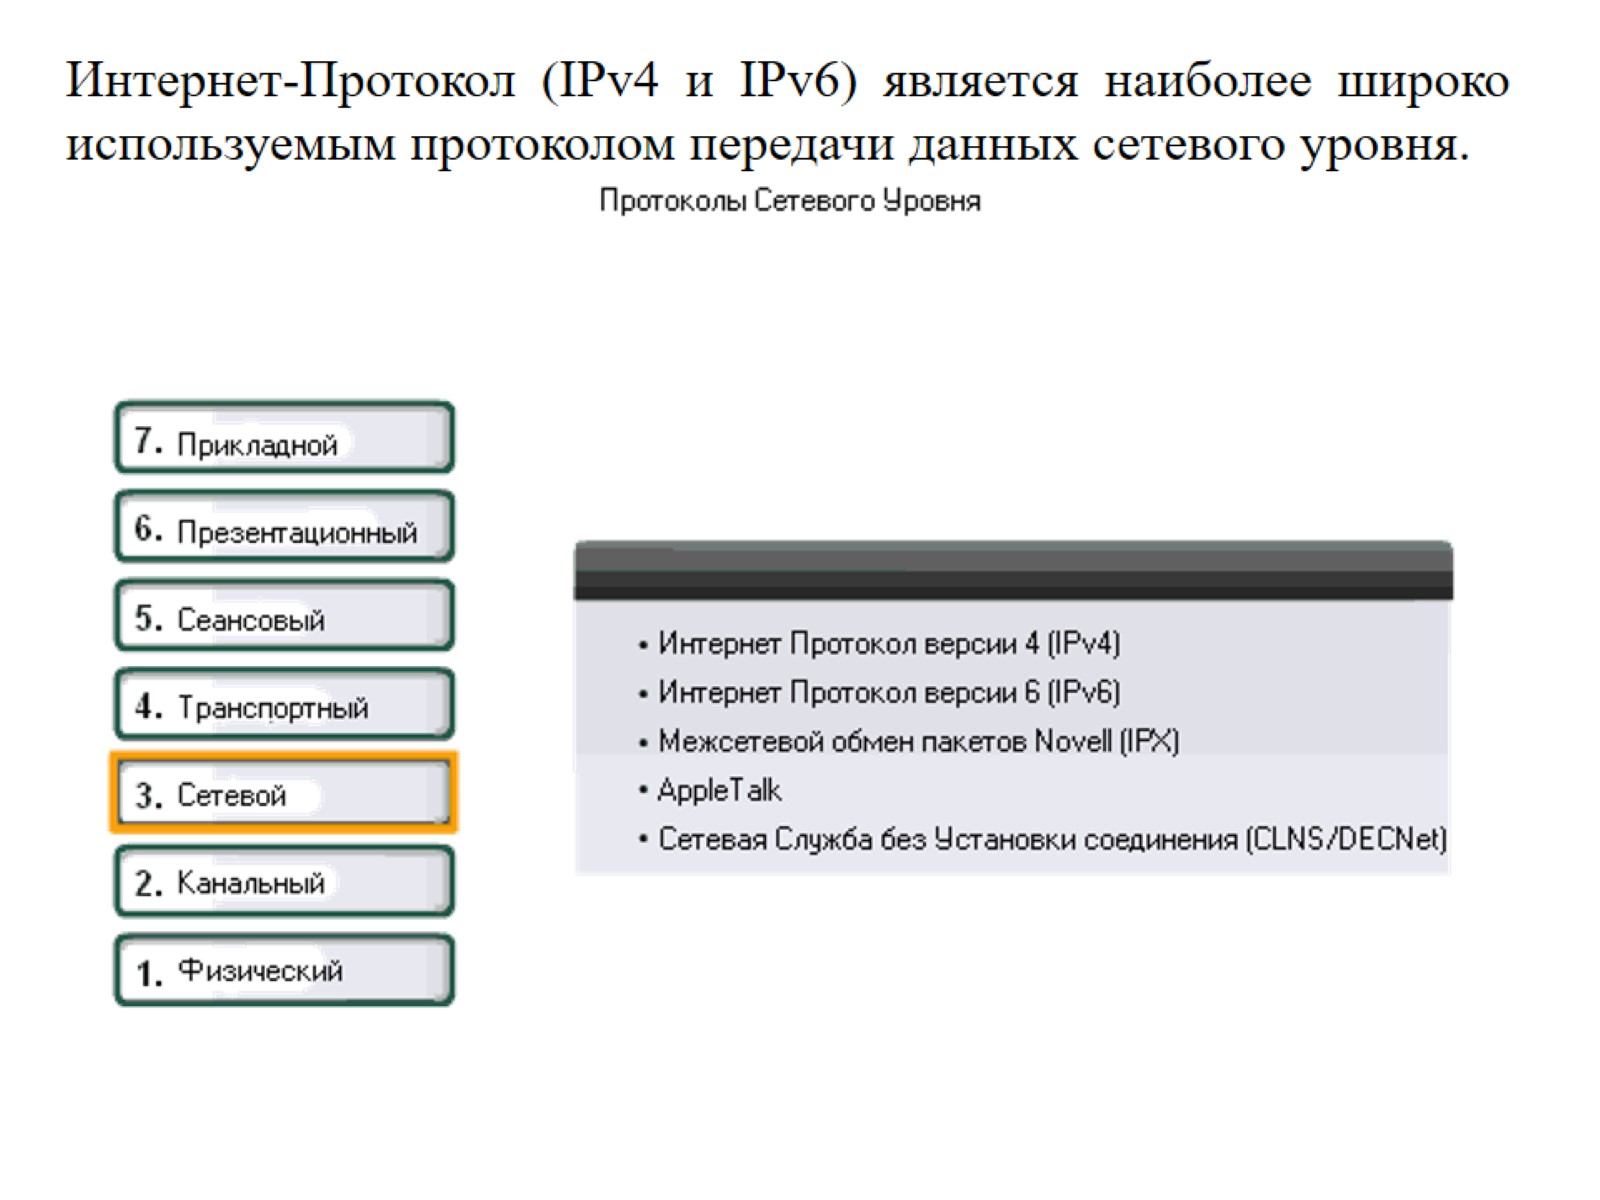 Интернет-Протокол (IPv4 и IPv6) является наиболее широко
используемым протоколом передачи данных сетевого уровня.
Протоколы Сетевого Уровня
7. Прикладной
6. Презентационный
5. Сеансовый
4. Транспортный
3. Сетевой
2. Канальный
1. Физический
• Интернет Протокол версии 4 (IPv4)
• Интернет Протокол версии 6 (IPv6)
• Межсетевой обмен пакетов Novell (IPX)
• AppleTalk
• Сетевая Служба без Установки соединения (CLNS/DECNet)